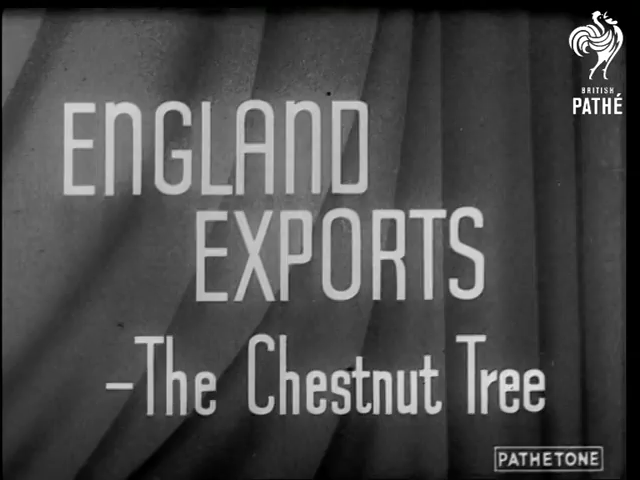 BRITISH
PATHÉ
ENGLAND
EXPORTS
–The Chestnut Tree
PATHETONE